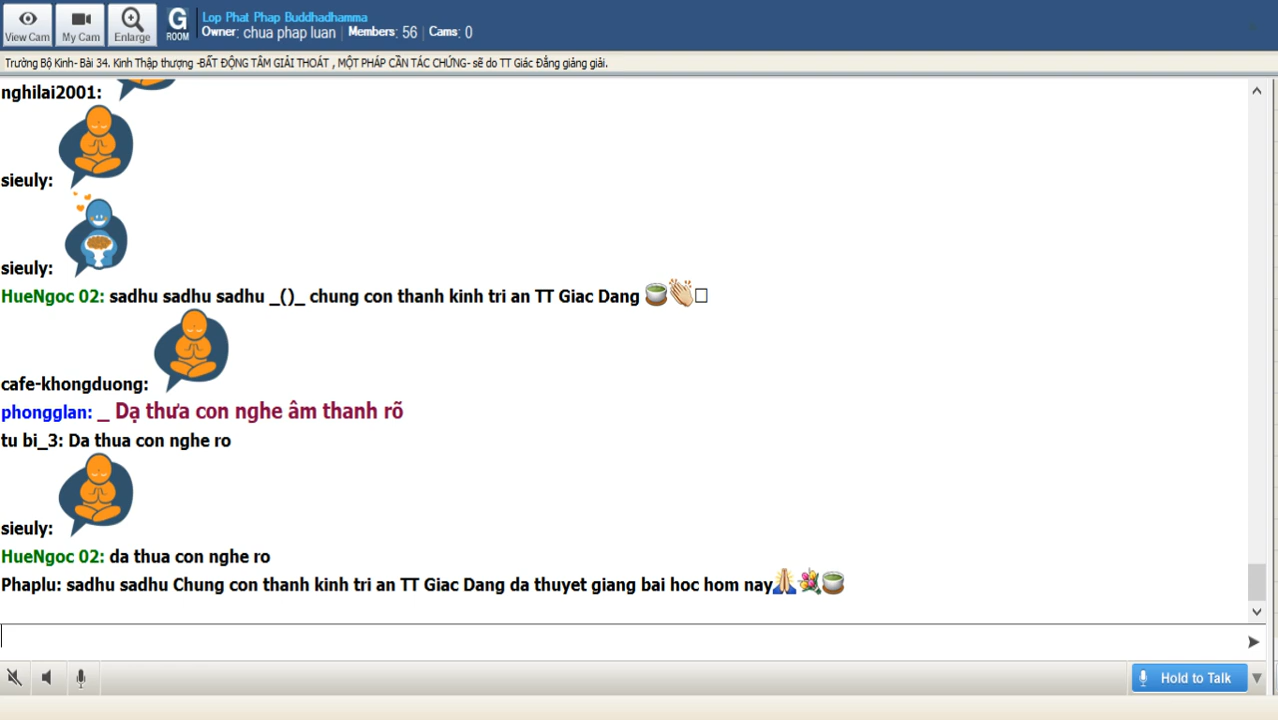 View Cam
My Cam
Enlarge
G
ROOM
Lop Phat Phap Buddhadhamma
Owner: chua phap luan | Members: 56 | Cams: 0
Trường Bộ Kinh- Bài 34. Kinh Thập thượng -BẤT ĐỘNG TÂM GIẢI THOÁT , MỘT PHÁP CẦN TÁC CHỨNG- sẽ do TT Giác Đẳng giảng giải.
nghilai2001:
sieuly:
sieuly:
HueNgoc 02: sadhu sadhu sadhu _()_ chung con thanh kinh tri an TT Giac Dang 🍵👏□
cafe-khongduong:
phongglan: _ Dạ thưa con nghe âm thanh rõ
tu bi_3: Da thua con nghe ro
sieuly:
HueNgoc 02: da thua con nghe ro
Phaplu: sadhu sadhu Chung con thanh kinh tri an TT Giac Dang da thuyet giang bai hoc hom nay🙏💐🍵
Hold to Talk